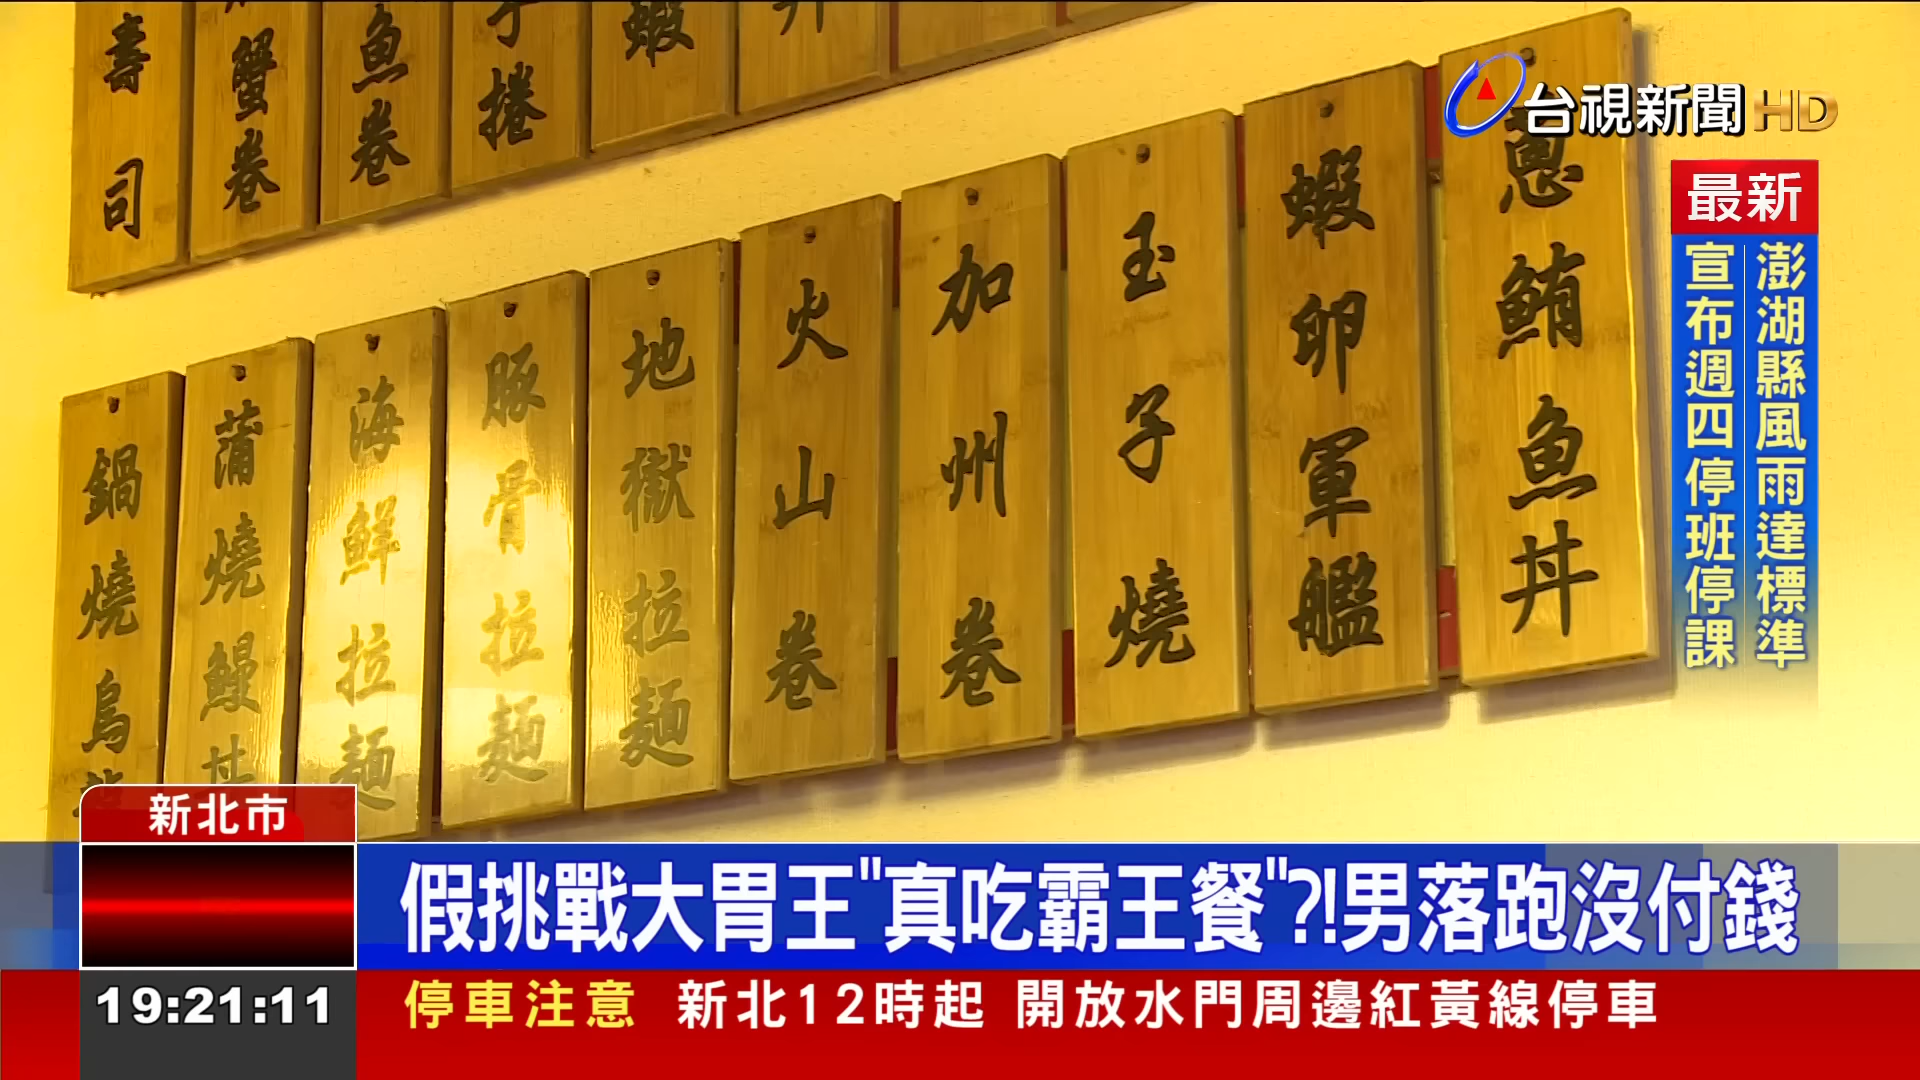 壽司
蟹卷
魚卷
捲
蝦
台視新聞HD
蔥鮪魚丼
蝦卵軍艦
玉子燒
加州卷
火山卷
地獄拉麵
豚骨拉麵
海鮮拉麵
蒲燒鰻丼
鍋燒烏
最新
澎湖縣風雨達標準
宣布週四停班停課
新北市
假挑戰大胃王"真吃霸王餐"?!男落跑沒付錢
19:21:11
停車注意 新北12時起 開放水門周邊紅黃線停車